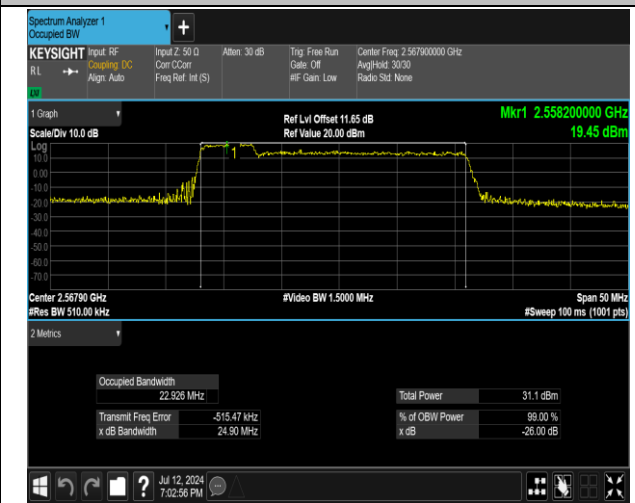 Spectrum Analyzer 1
Occupied BW
KEYSIGHT Input: RF Input Z: 50 Ω Atten: 30 dB Trig: Free Run Center Freq: 2.567900000 GHz
RL Coupling: DC Corr CCorr Gate: Off Avg|Hold: 30/30
Align: Auto Freq Ref: Int (S) #IF Gain: Low Radio Std: None
LXI
1 Graph Ref Lvl Offset 11.65 dB Mkr1 2.558200000 GHz
Scale/Div 10.0 dB Ref Value 20.00 dBm 19.45 dBm
Log
10.0
0.00
-10.0
-20.0
-30.0
-40.0
-50.0
-60.0
-70.0
1
Center 2.56790 GHz #Video BW 1.5000 MHz Span 50 MHz
#Res BW 510.00 kHz #Sweep 100 ms (1001 pts)
2 Metrics
Occupied Bandwidth
22.926 MHz Total Power 31.1 dBm
Transmit Freq Error -515.47 kHz % of OBW Power 99.00 %
x dB Bandwidth 24.90 MHz x dB -26.00 dB
? Jul 12, 2024
7:02:56 PM